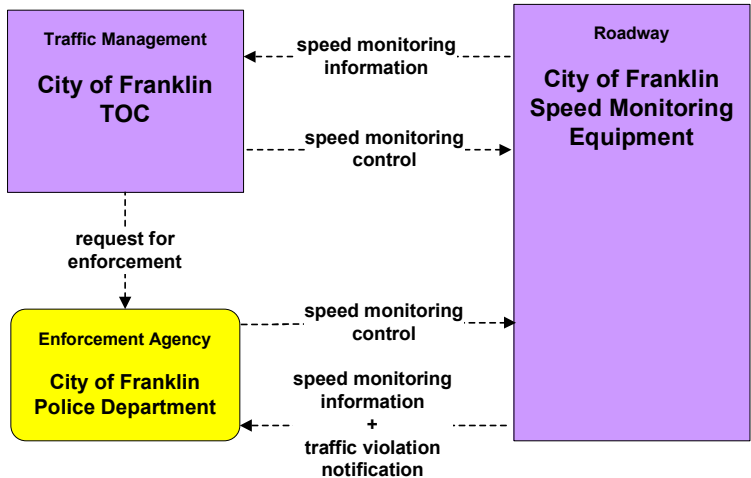 Traffic Management
City of Franklin
TOC
speed monitoring
information
speed monitoring
control
Roadway
City of Franklin
Speed Monitoring
Equipment
request for
enforcement
Enforcement Agency
City of Franklin
Police Department
speed monitoring
control
speed monitoring
information
+
traffic violation
notification